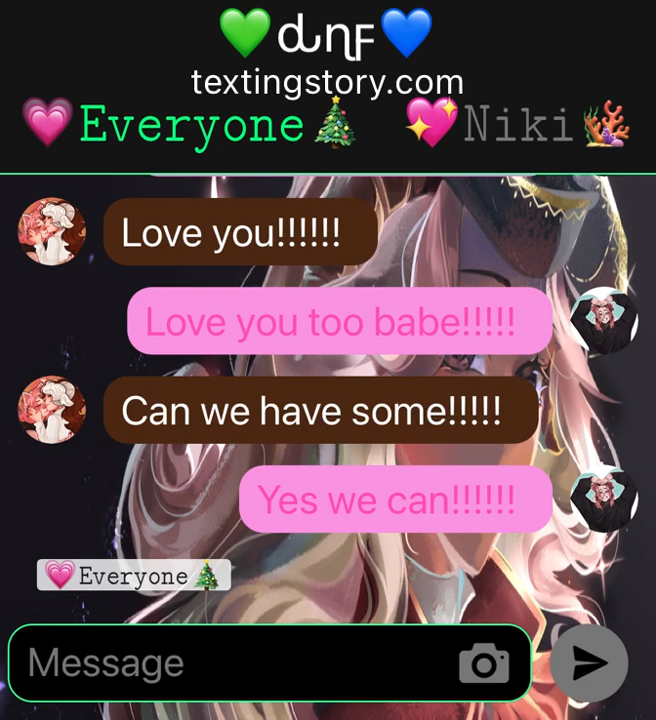 💚ԃɳϝ💙
textingstory.com
💗Everyone🎄 💖Niki🪸
Love you!!!!!!
Love you too babe!!!!!
Can we have some!!!!!
Yes we can!!!!!!
💗Everyone🎄
Message